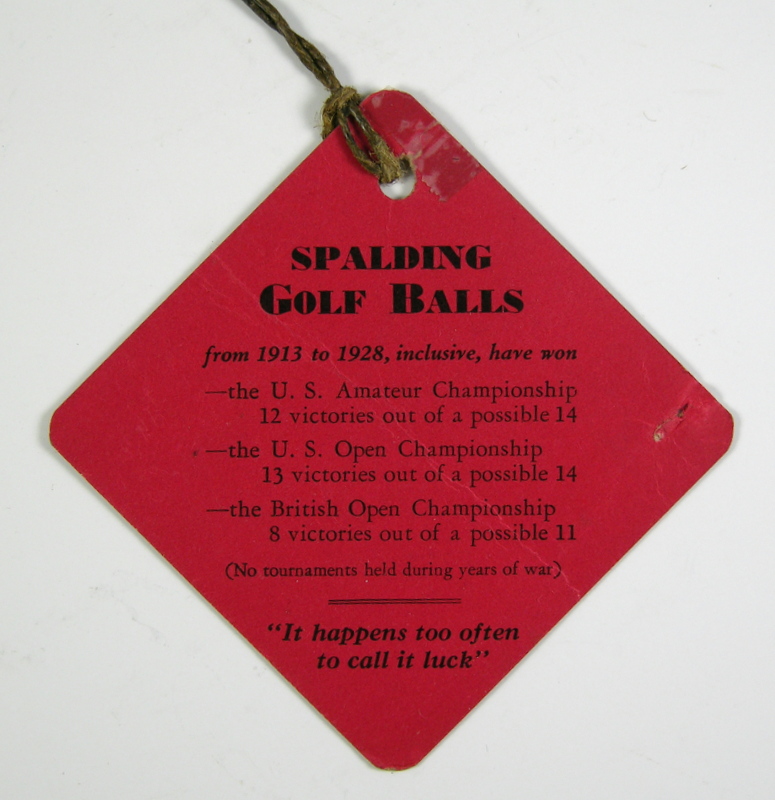 SPALDING
GOLF BALLS
from 1913 to 1928, inclusive, have won
—the U. S. Amateur Championship
12 victories out of a possible 14
—the U. S. Open Championship
13 victories out of a possible 14
—the British Open Championship
8 victories out of a possible 11
(No tournaments held during years of war)
“It happens too often
to call it luck”